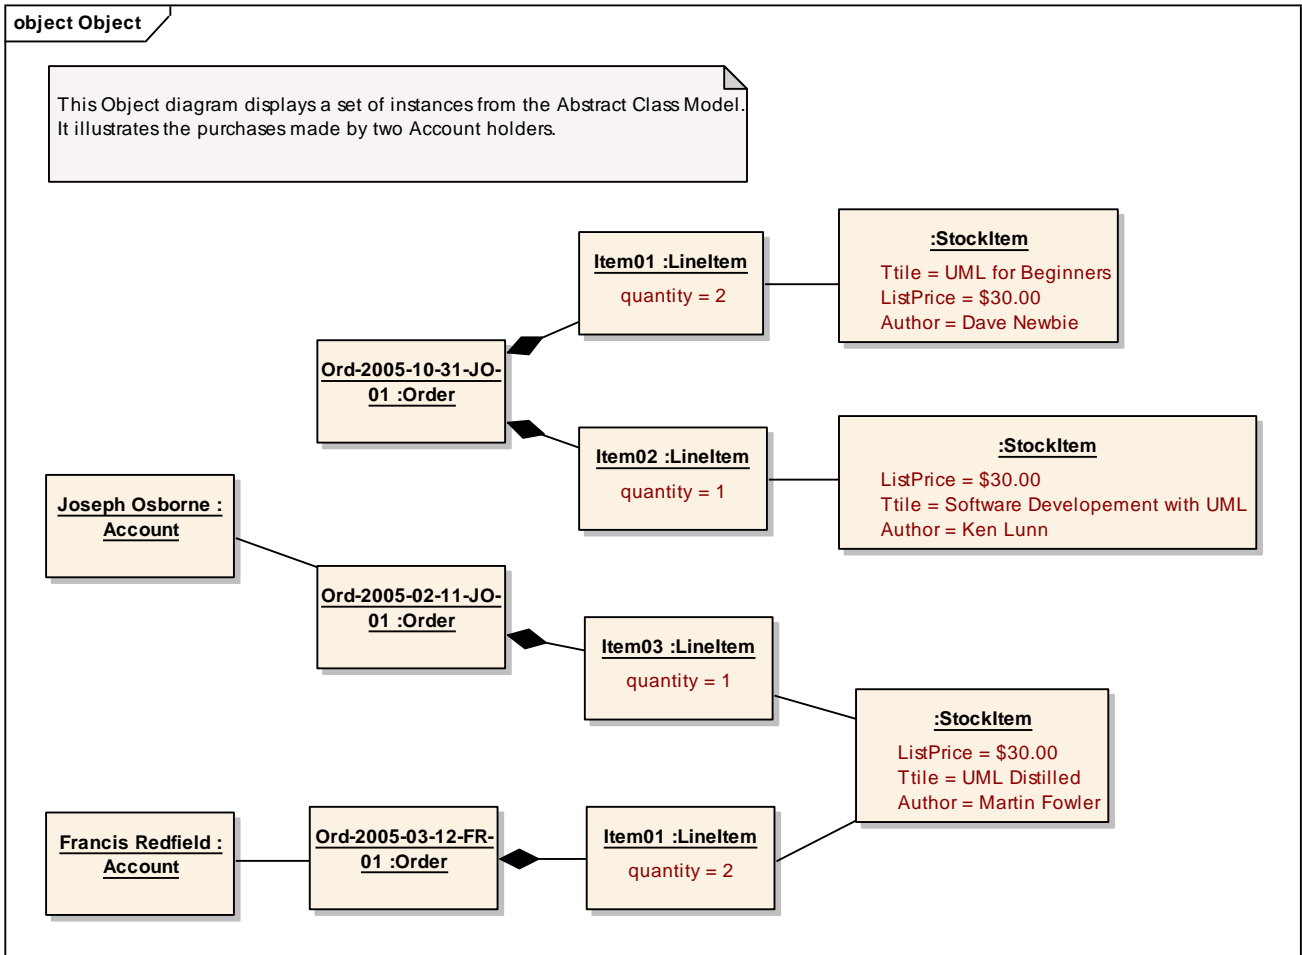 object Object
This Object diagram displays a set of instances from the Abstract Class Model.
It illustrates the purchases made by two Account holders.
Item01 :LineItem
quantity = 2
:StockItem
Ttile = UML for Beginners
ListPrice = $30.00
Author = Dave Newbie
Ord-2005-10-31-JO-
01 :Order
Item02 :LineItem
quantity = 1
:StockItem
ListPrice = $30.00
Ttile = Software Developement with UML
Author = Ken Lunn
Joseph Osborne :
Account
Ord-2005-02-11-JO-
01 :Order
Item03 :LineItem
quantity = 1
:StockItem
ListPrice = $30.00
Ttile = UML Distilled
Author = Martin Fowler
Francis Redfield :
Account
Ord-2005-03-12-FR-
01 :Order
Item01 :LineItem
quantity = 2